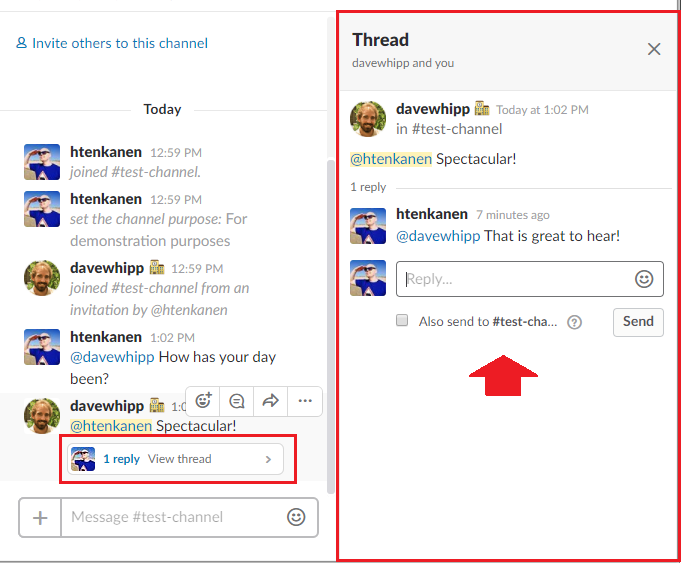 Invite others to this channel
Today
htenkanen 12:59 PM
joined #test-channel.
htenkanen 12:59 PM
set the channel purpose: For
demonstration purposes
davewhipp 12:59 PM
joined #test-channel from an
invitation by @htenkanen
htenkanen 1:02 PM
@davewhipp How has your day
been?
davewhipp
@htenkanen Spectacular!
1 reply View thread
Message #test-channel
Thread
davewhipp and you
davewhipp Today at 1:02 PM
in #test-channel
@htenkanen Spectacular!
1 reply
htenkanen 7 minutes ago
@davewhipp That is great to hear!
Reply...
Also send to #test-cha...
Send